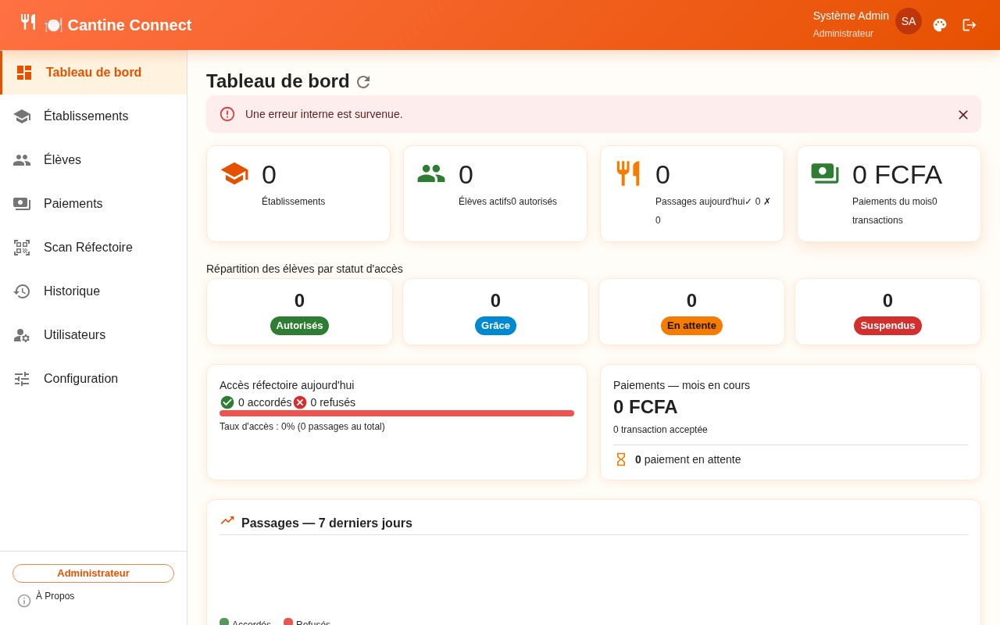 🍽️ Cantine Connect
Système Admin
Administrateur
SA
Tableau de bord
Établissements
Élèves
Paiements
Scan Réfectoire
Historique
Utilisateurs
Configuration
Administrateur
À Propos
Tableau de bord
Une erreur interne est survenue.
0
Établissements
0
Élèves actifs0 autorisés
0
Passages aujourd'hui✓ 0 ✗
0
0 FCFA
Paiements du mois0
transactions
Répartition des élèves par statut d'accès
0
Autorisés
0
Grâce
0
En attente
0
Suspendus
Accès réfectoire aujourd'hui
0 accordés 0 refusés
Taux d'accès : 0% (0 passages au total)
Paiements — mois en cours
0 FCFA
0 transaction acceptée
0 paiement en attente
Passages — 7 derniers jours
Accordés Refusés